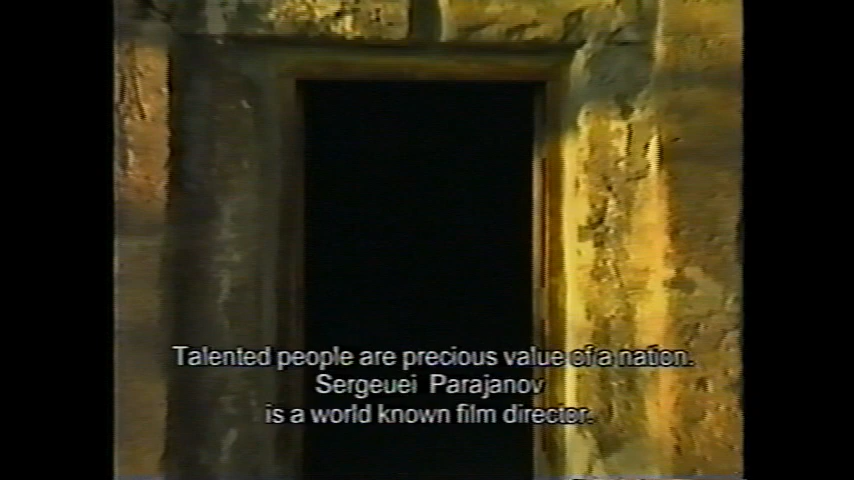 Talented people are precious value of a nation.
Sergeuei Parajanov
is a world known film director.